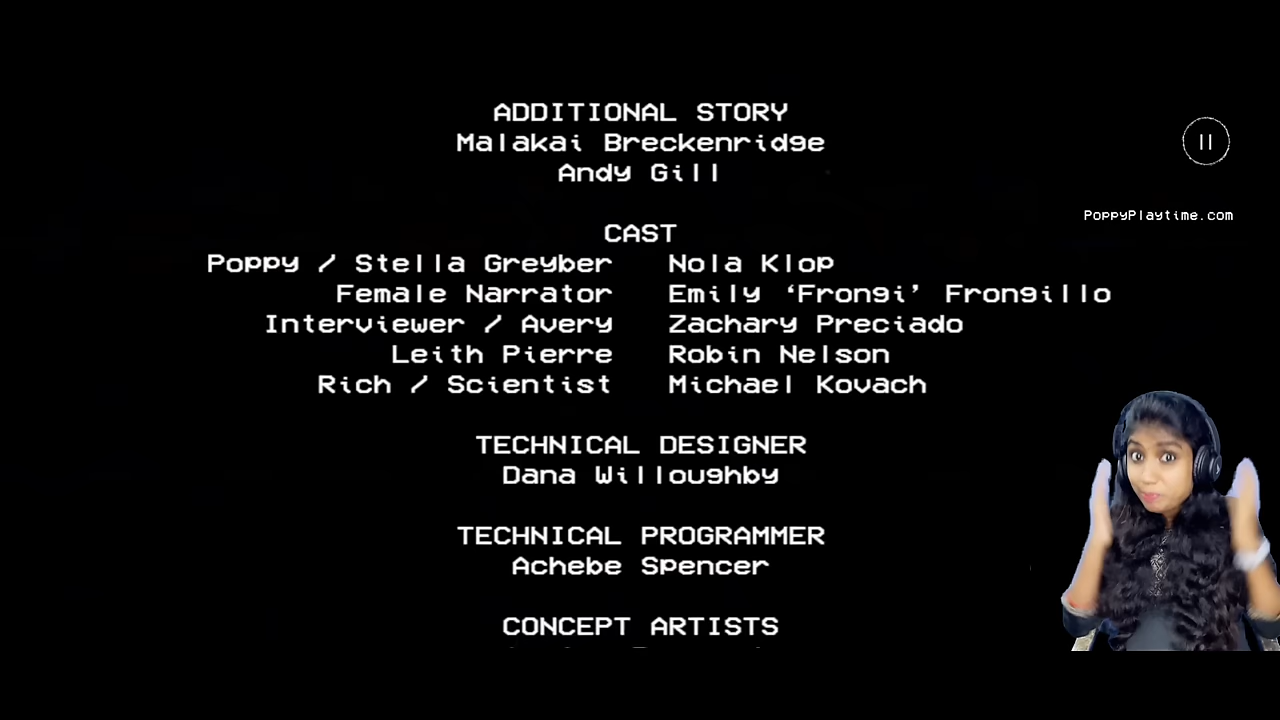 ADDITIONAL STORY
Malakai Breckenridge
Andy Gill
PoppyPlaytime.com
CAST
Poppy / Stella Greyber Nola Klop
Female Narrator Emily ‘Frongi’ Frongillo
Interviewer / Avery Zachary Preciado
Leith Pierre Robin Nelson
Rich / Scientist Michael Kovach
TECHNICAL DESIGNER
Dana Willoughby
TECHNICAL PROGRAMMER
Achebe Spencer
CONCEPT ARTISTS